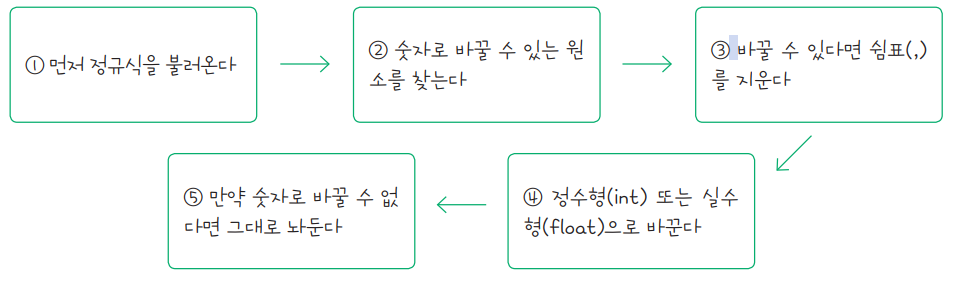 ① 먼저 정규식을 불러온다
② 숫자로 바꿀 수 있는 원
소를 찾는다
③ 바꿀 수 있다면 쉼표(,)
를 지운다
④ 정수형(int) 또는 실수
형(float)으로 바꾼다
⑤ 만약 숫자로 바꿀 수 없
다면 그대로 놔둔다